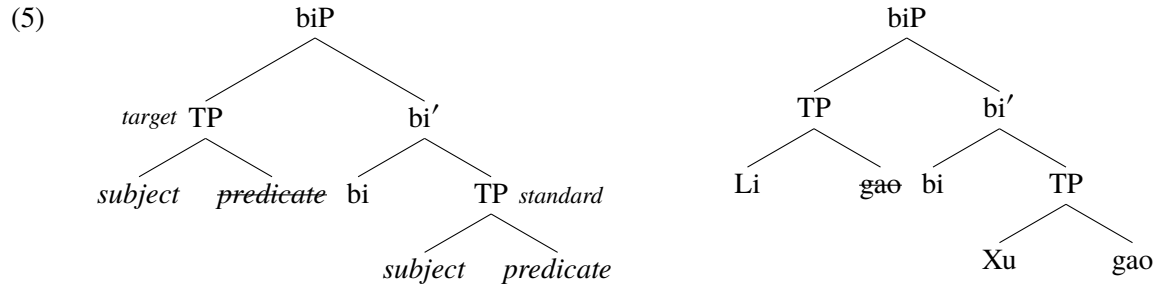 (5) biP biP
target TP bi′ TP bi′
subject predicate bi TP standard Li gao bi TP
subject predicate Xu gao